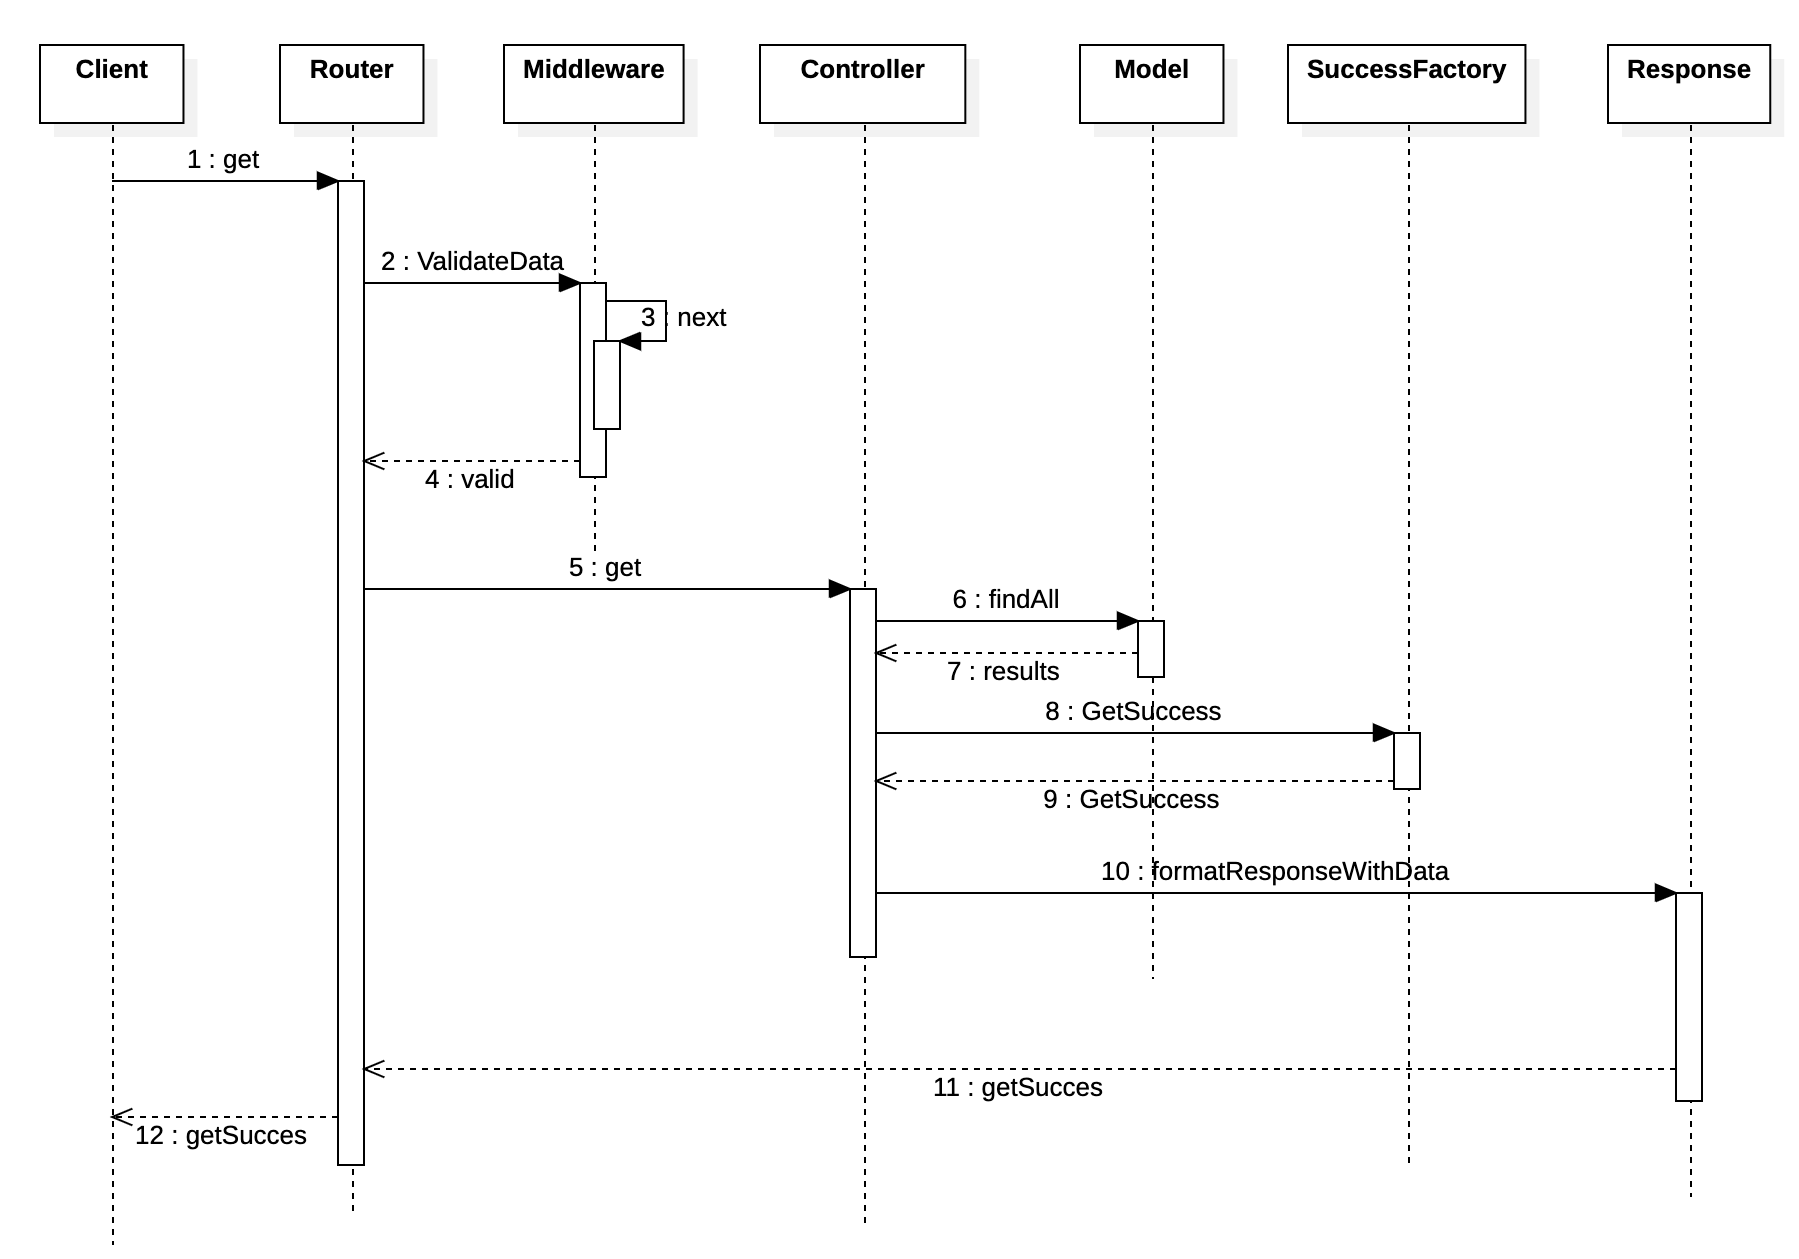 Client
Router
Middleware
Controller
Model
SuccessFactory
Response
1 : get
2 : ValidateData
3 : next
4 : valid
5 : get
6 : findAll
7 : results
8 : GetSuccess
9 : GetSuccess
10 : formatResponseWithData
11 : getSucces
12 : getSucces